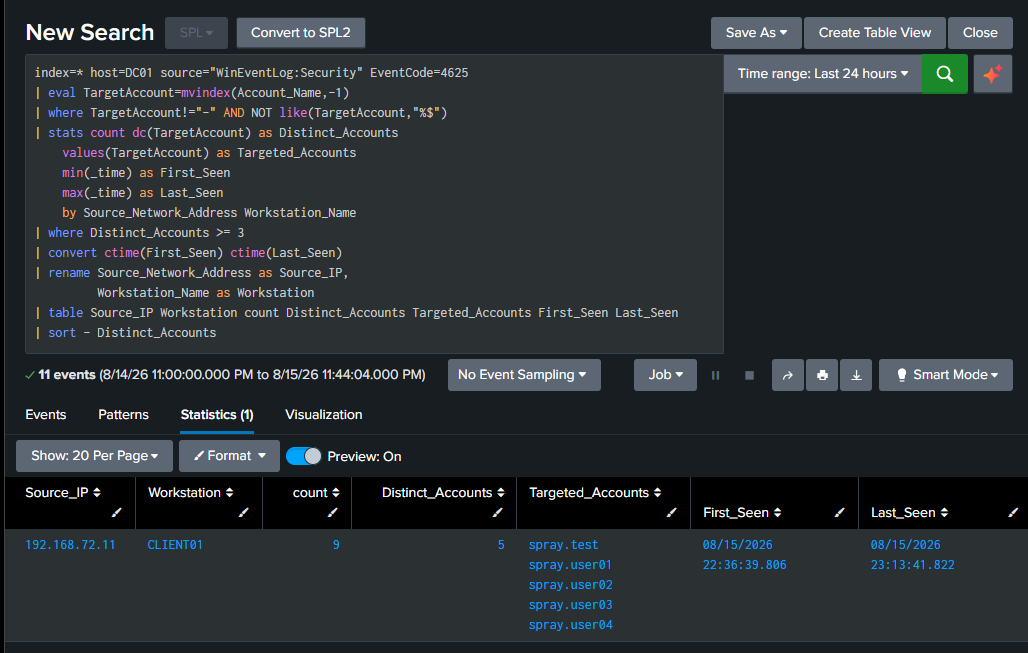 New Search
SPL
Convert to SPL2
Save As
Create Table View
Close
index=* host=DC01 source="WinEventLog:Security" EventCode=4625
| eval TargetAccount=mvindex(Account_Name,-1)
| where TargetAccount!="-" AND NOT like(TargetAccount,"%$")
| stats count dc(TargetAccount) as Distinct_Accounts
values(TargetAccount) as Targeted_Accounts
min(_time) as First_Seen
max(_time) as Last_Seen
by Source_Network_Address Workstation_Name
| where Distinct_Accounts >= 3
| convert ctime(First_Seen) ctime(Last_Seen)
| rename Source_Network_Address as Source_IP,
Workstation_Name as Workstation
| table Source_IP Workstation count Distinct_Accounts Targeted_Accounts First_Seen Last_Seen
| sort - Distinct_Accounts
Time range: Last 24 hours
11 events (8/14/26 11:00:00.000 PM to 8/15/26 11:44:04.000 PM)
No Event Sampling
Job
Smart Mode
Events
Patterns
Statistics (1)
Visualization
Show: 20 Per Page
Format
Preview: On
Source_IP
Workstation
count
Distinct_Accounts
Targeted_Accounts
First_Seen
Last_Seen
192.168.72.11
CLIENT01
9
5
spray.test
spray.user01
spray.user02
spray.user03
spray.user04
08/15/2026
22:36:39.806
08/15/2026
23:13:41.822